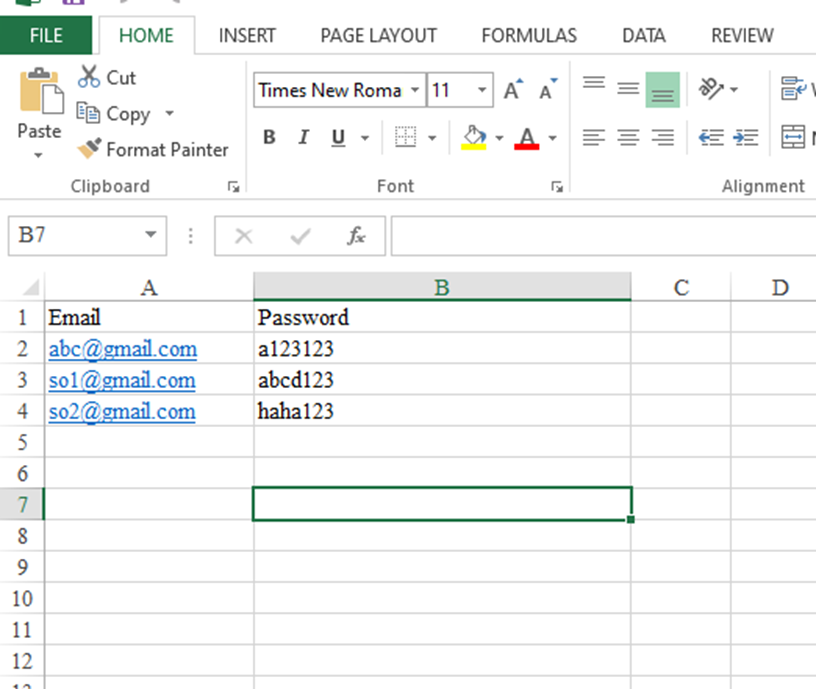 FILE HOME INSERT PAGE LAYOUT FORMULAS DATA REVIEW
Cut
Copy
Format Painter
Paste
Clipboard
Times New Roma 11
A A
B I U A
Font
Alignment
B7 fx
A B C D
1 Email Password
2 abc@gmail.com a123123
3 so1@gmail.com abcd123
4 so2@gmail.com haha123
5
6
7
8
9
10
11
12